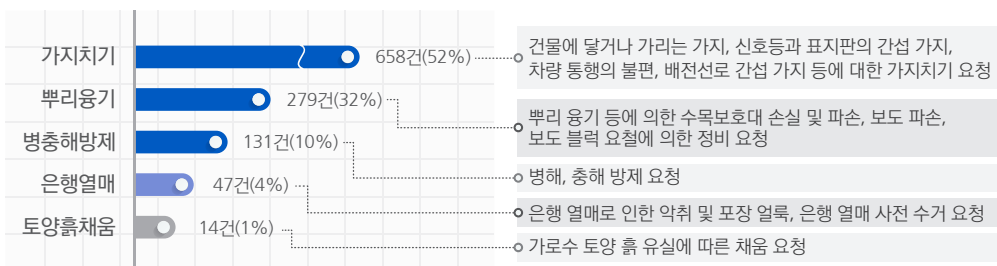 가지치기
658건(52%)
건물에 닿거나 가리는 가지, 신호등과 표지판의 간섭 가지,
차량 통행의 불편, 배전선로 간섭 가지 등에 대한 가지치기 요청
뿌리융기
279건(32%)
뿌리 융기 등에 의한 수목보호대 손실 및 파손, 보도 파손,
보도 블럭 요철에 의한 정비 요청
병충해방제
131건(10%)
병해, 충해 방제 요청
은행열매
47건(4%)
은행 열매로 인한 악취 및 포장 얼룩, 은행 열매 사전 수거 요청
토양흙채움
14건(1%)
가로수 토양 흙 유실에 따른 채움 요청